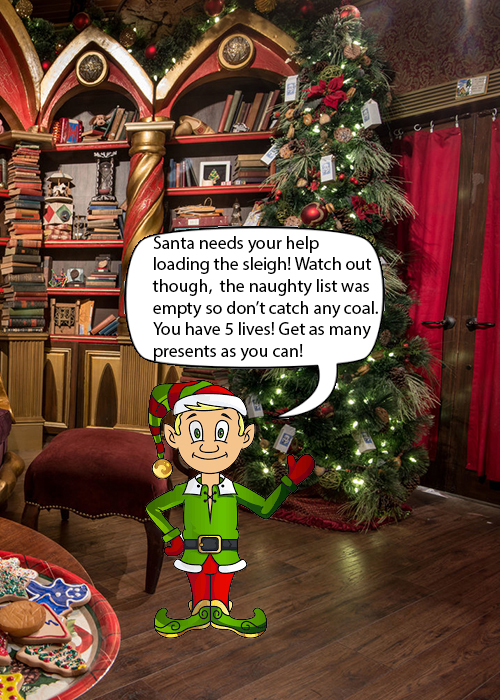 Santa needs your help
loading the sleigh! Watch out
though, the naughty list was
empty so don't catch any coal.
You have 5 lives! Get as many
presents as you can!